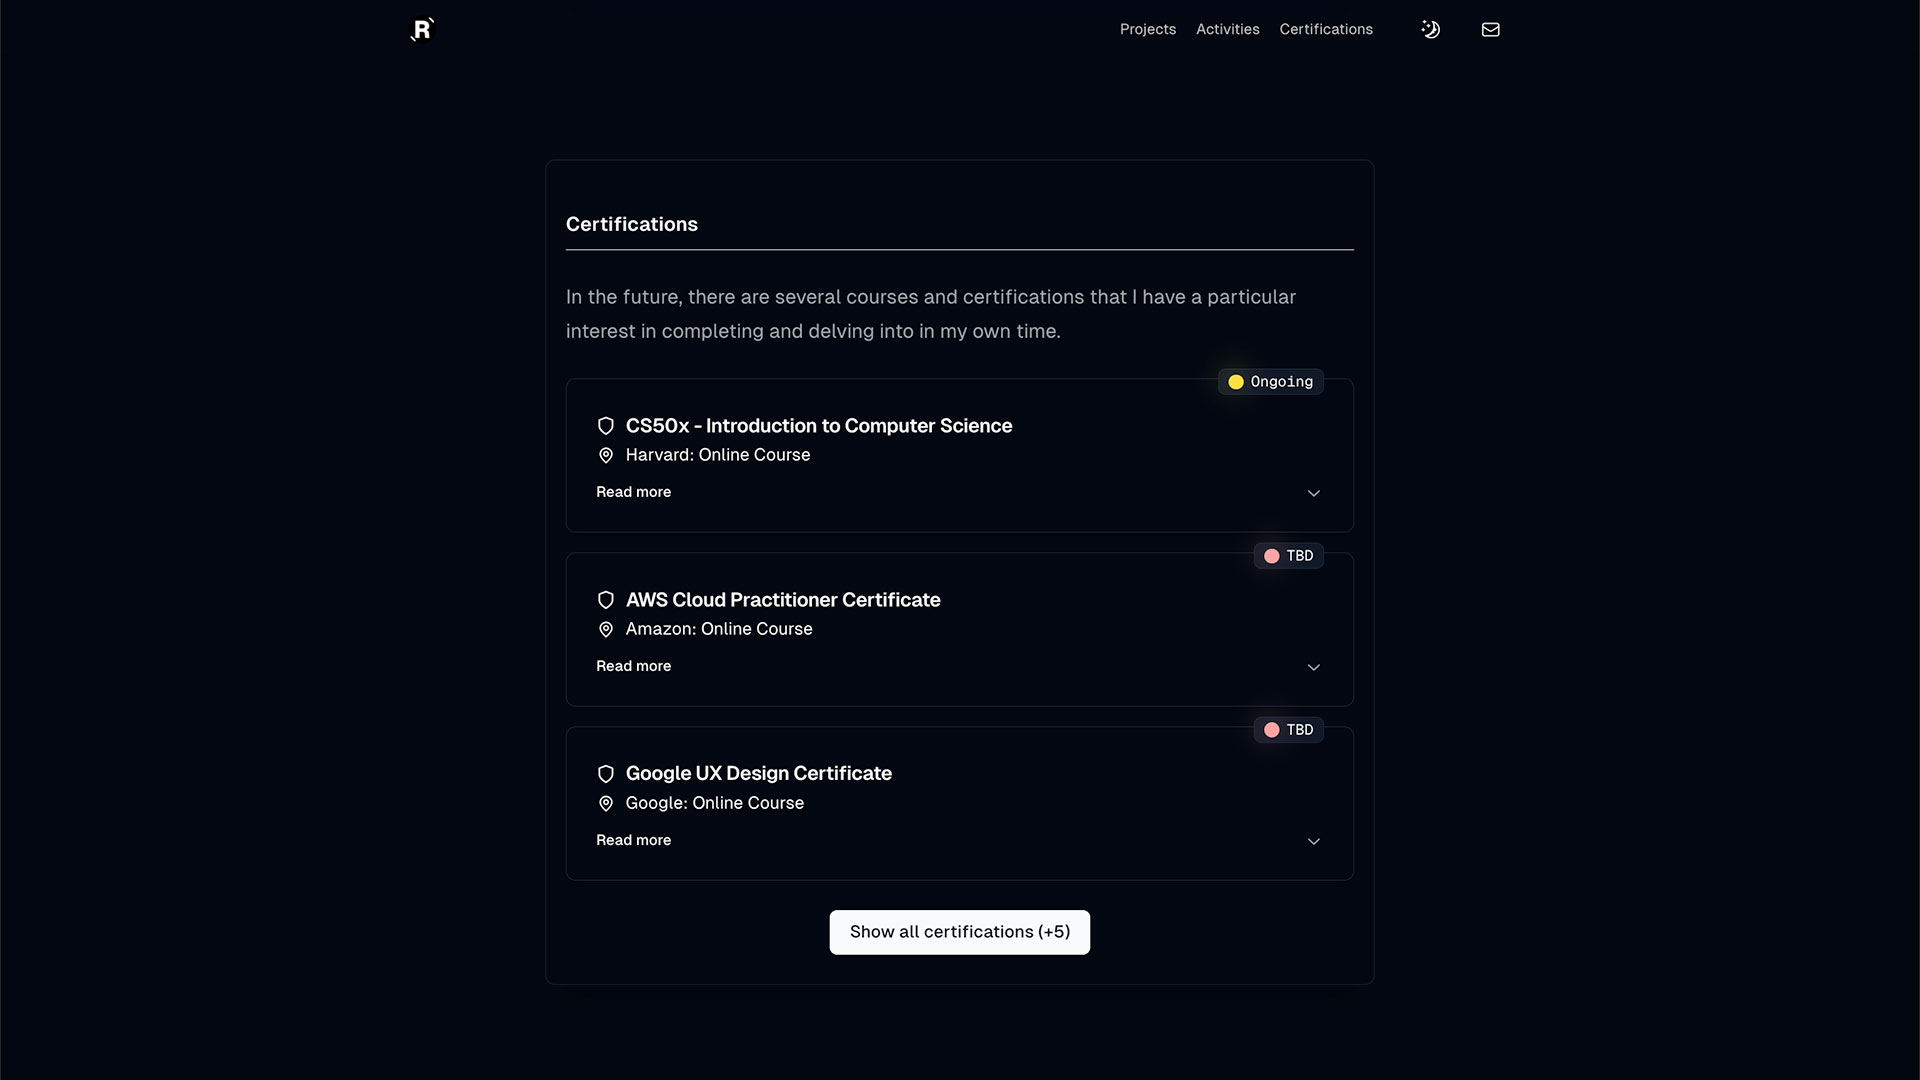 R
Projects Activities Certifications
Certifications
In the future, there are several courses and certifications that I have a particular
interest in completing and delving into in my own time.
Ongoing
CS50x - Introduction to Computer Science
Harvard: Online Course
Read more
TBD
AWS Cloud Practitioner Certificate
Amazon: Online Course
Read more
TBD
Google UX Design Certificate
Google: Online Course
Read more
Show all certifications (+5)